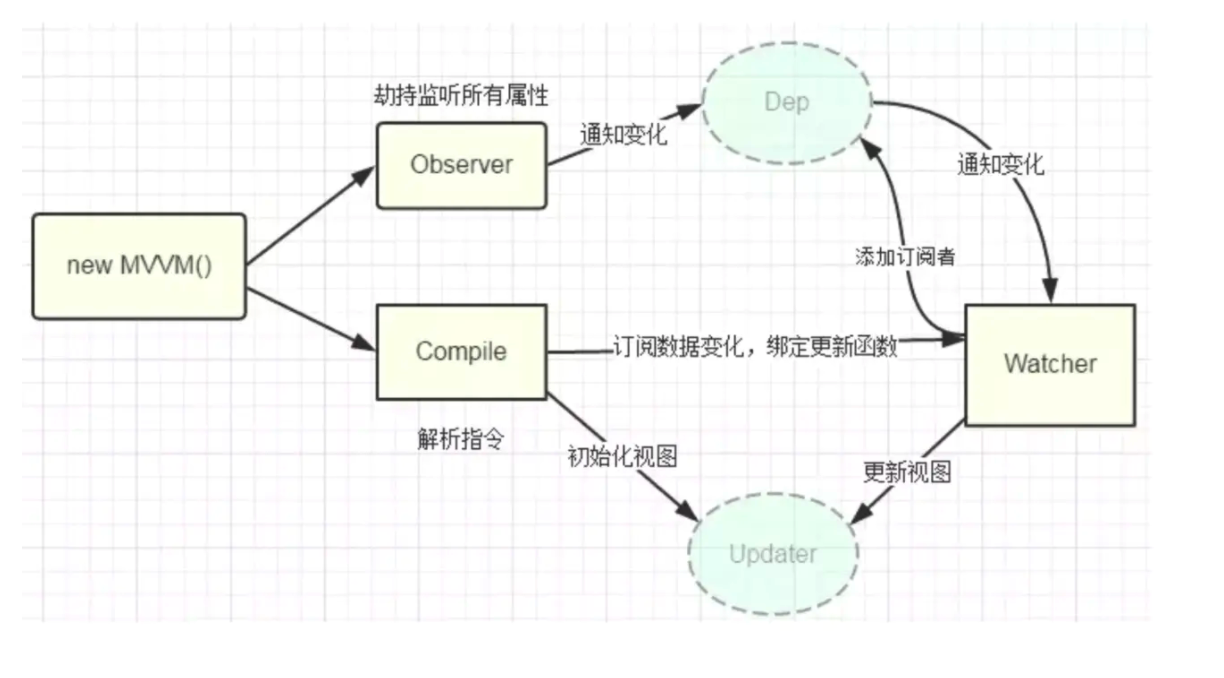 劫持监听所有属性
Observer
通知变化
Dep
通知变化
new MVVM()
添加订阅者
Compile
订阅数据变化，绑定更新函数
Watcher
解析指令
初始化视图
更新视图
Updater